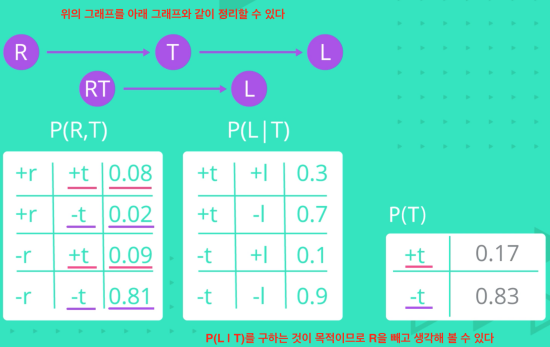 위의 그래프를 아래 그래프와 같이 정리할 수 있다
R T L
RT L
P(R,T) P(L|T)
+r +t 0.08 +t +l 0.3
+r -t 0.02 +t -l 0.7
P(T)
-r +t 0.09 -t +l 0.1 +t 0.17
-r -t 0.81 -t -l 0.9 -t 0.83
P(L I T)를 구하는 것이 목적이므로 R을 빼고 생각해 볼 수 있다